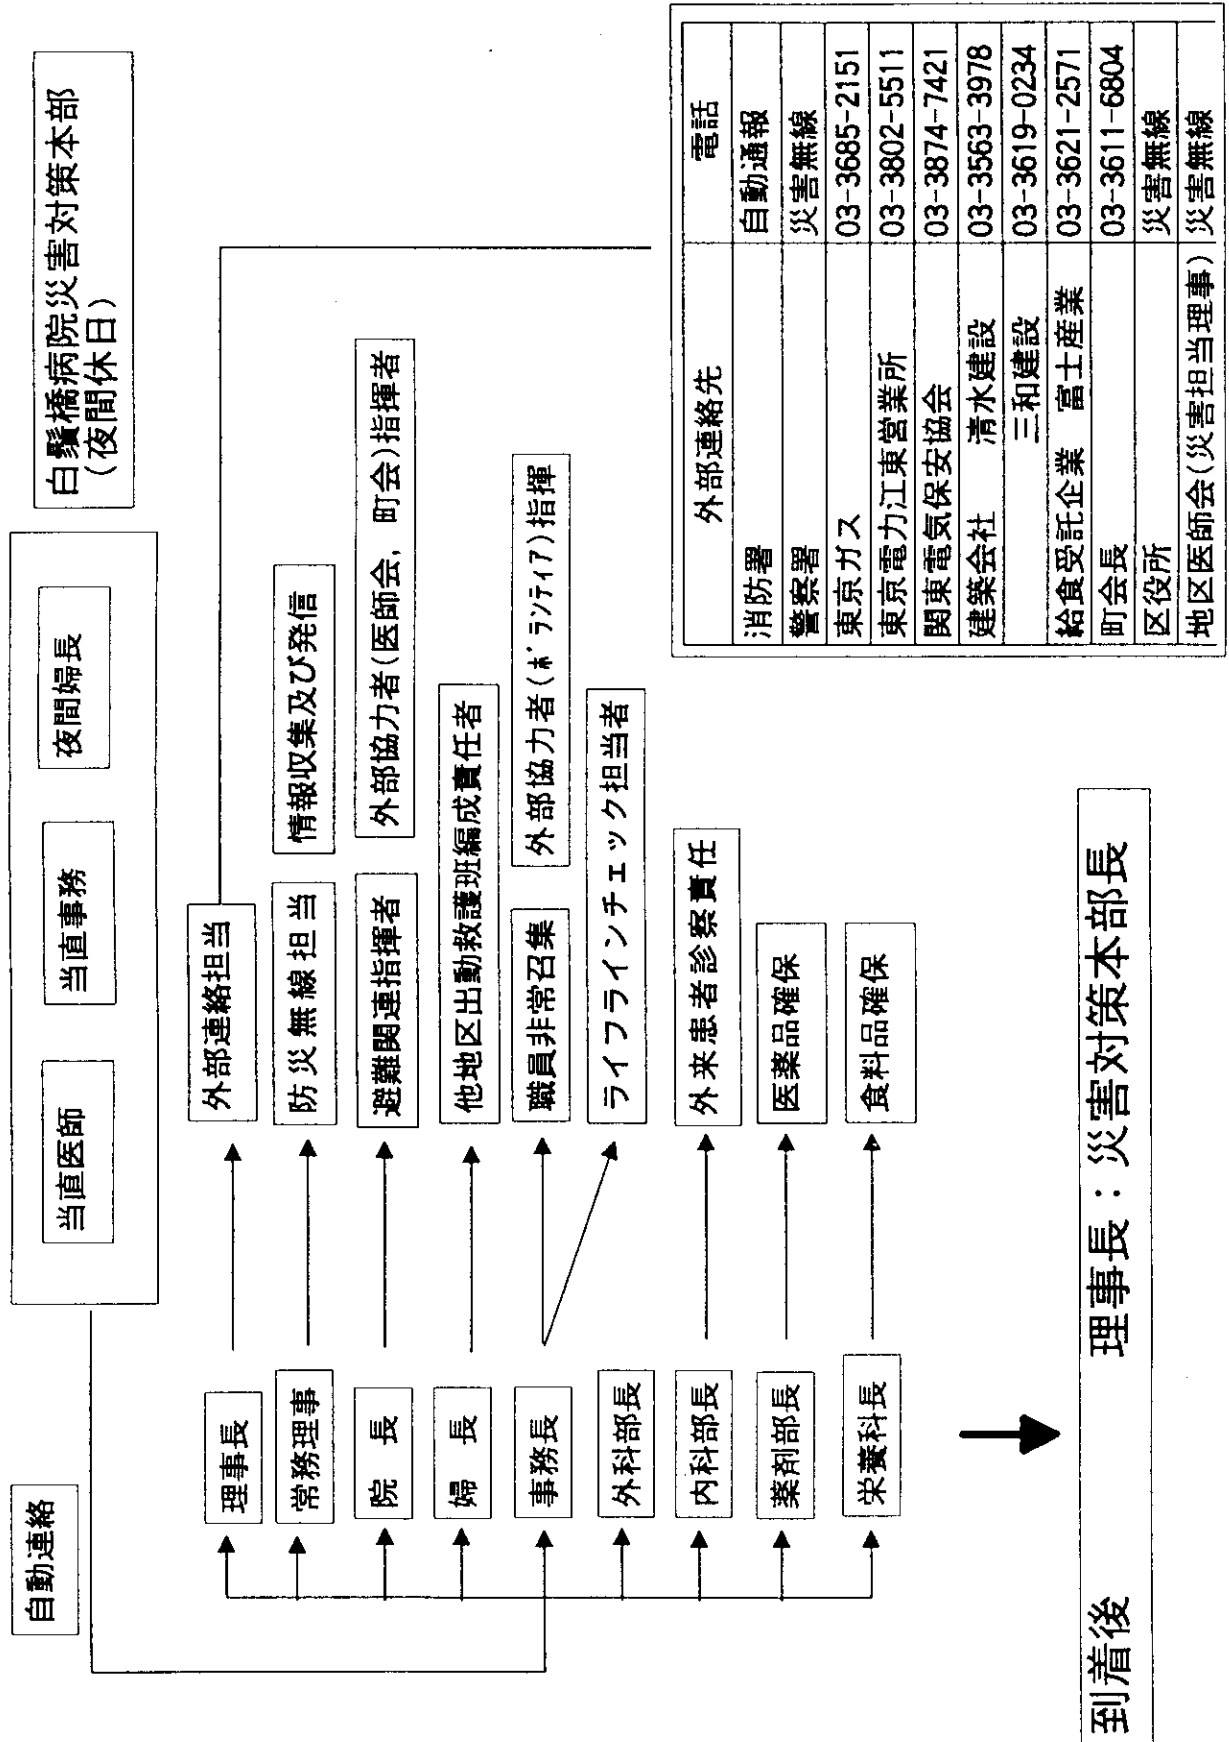 白鬚橋病院災害対策本部
(夜間休日)
自動連絡
当直医師
当直事務
夜間婦長
理事長
外部連絡担当
常務理事
防災無線担当
情報収集及び発信
院 長
避難関連指揮者
外部協力者(医師会, 町会)指揮者
婦 長
他地区出動救護班編成責任者
事務長
職員非常召集
外部協力者(ﾎﾞﾗﾝﾃｨｱ)指揮
ライフラインチェック担当者
外科部長
内科部長
外来患者診察責任
薬剤部長
医薬品確保
栄養科長
食料品確保
外部連絡先 電話
消防署 自動通報
警察署 災害無線
東京ガス 03-3685-2151
東京電力江東営業所 03-3802-5511
関東電気保安協会 03-3874-7421
建築会社 清水建設 03-3563-3978
三和建設 03-3619-0234
給食受託企業 富士産業 03-3621-2571
町会長 03-3611-6804
区役所 災害無線
地区医師会(災害担当理事) 災害無線
到着後 理事長：災害対策本部長